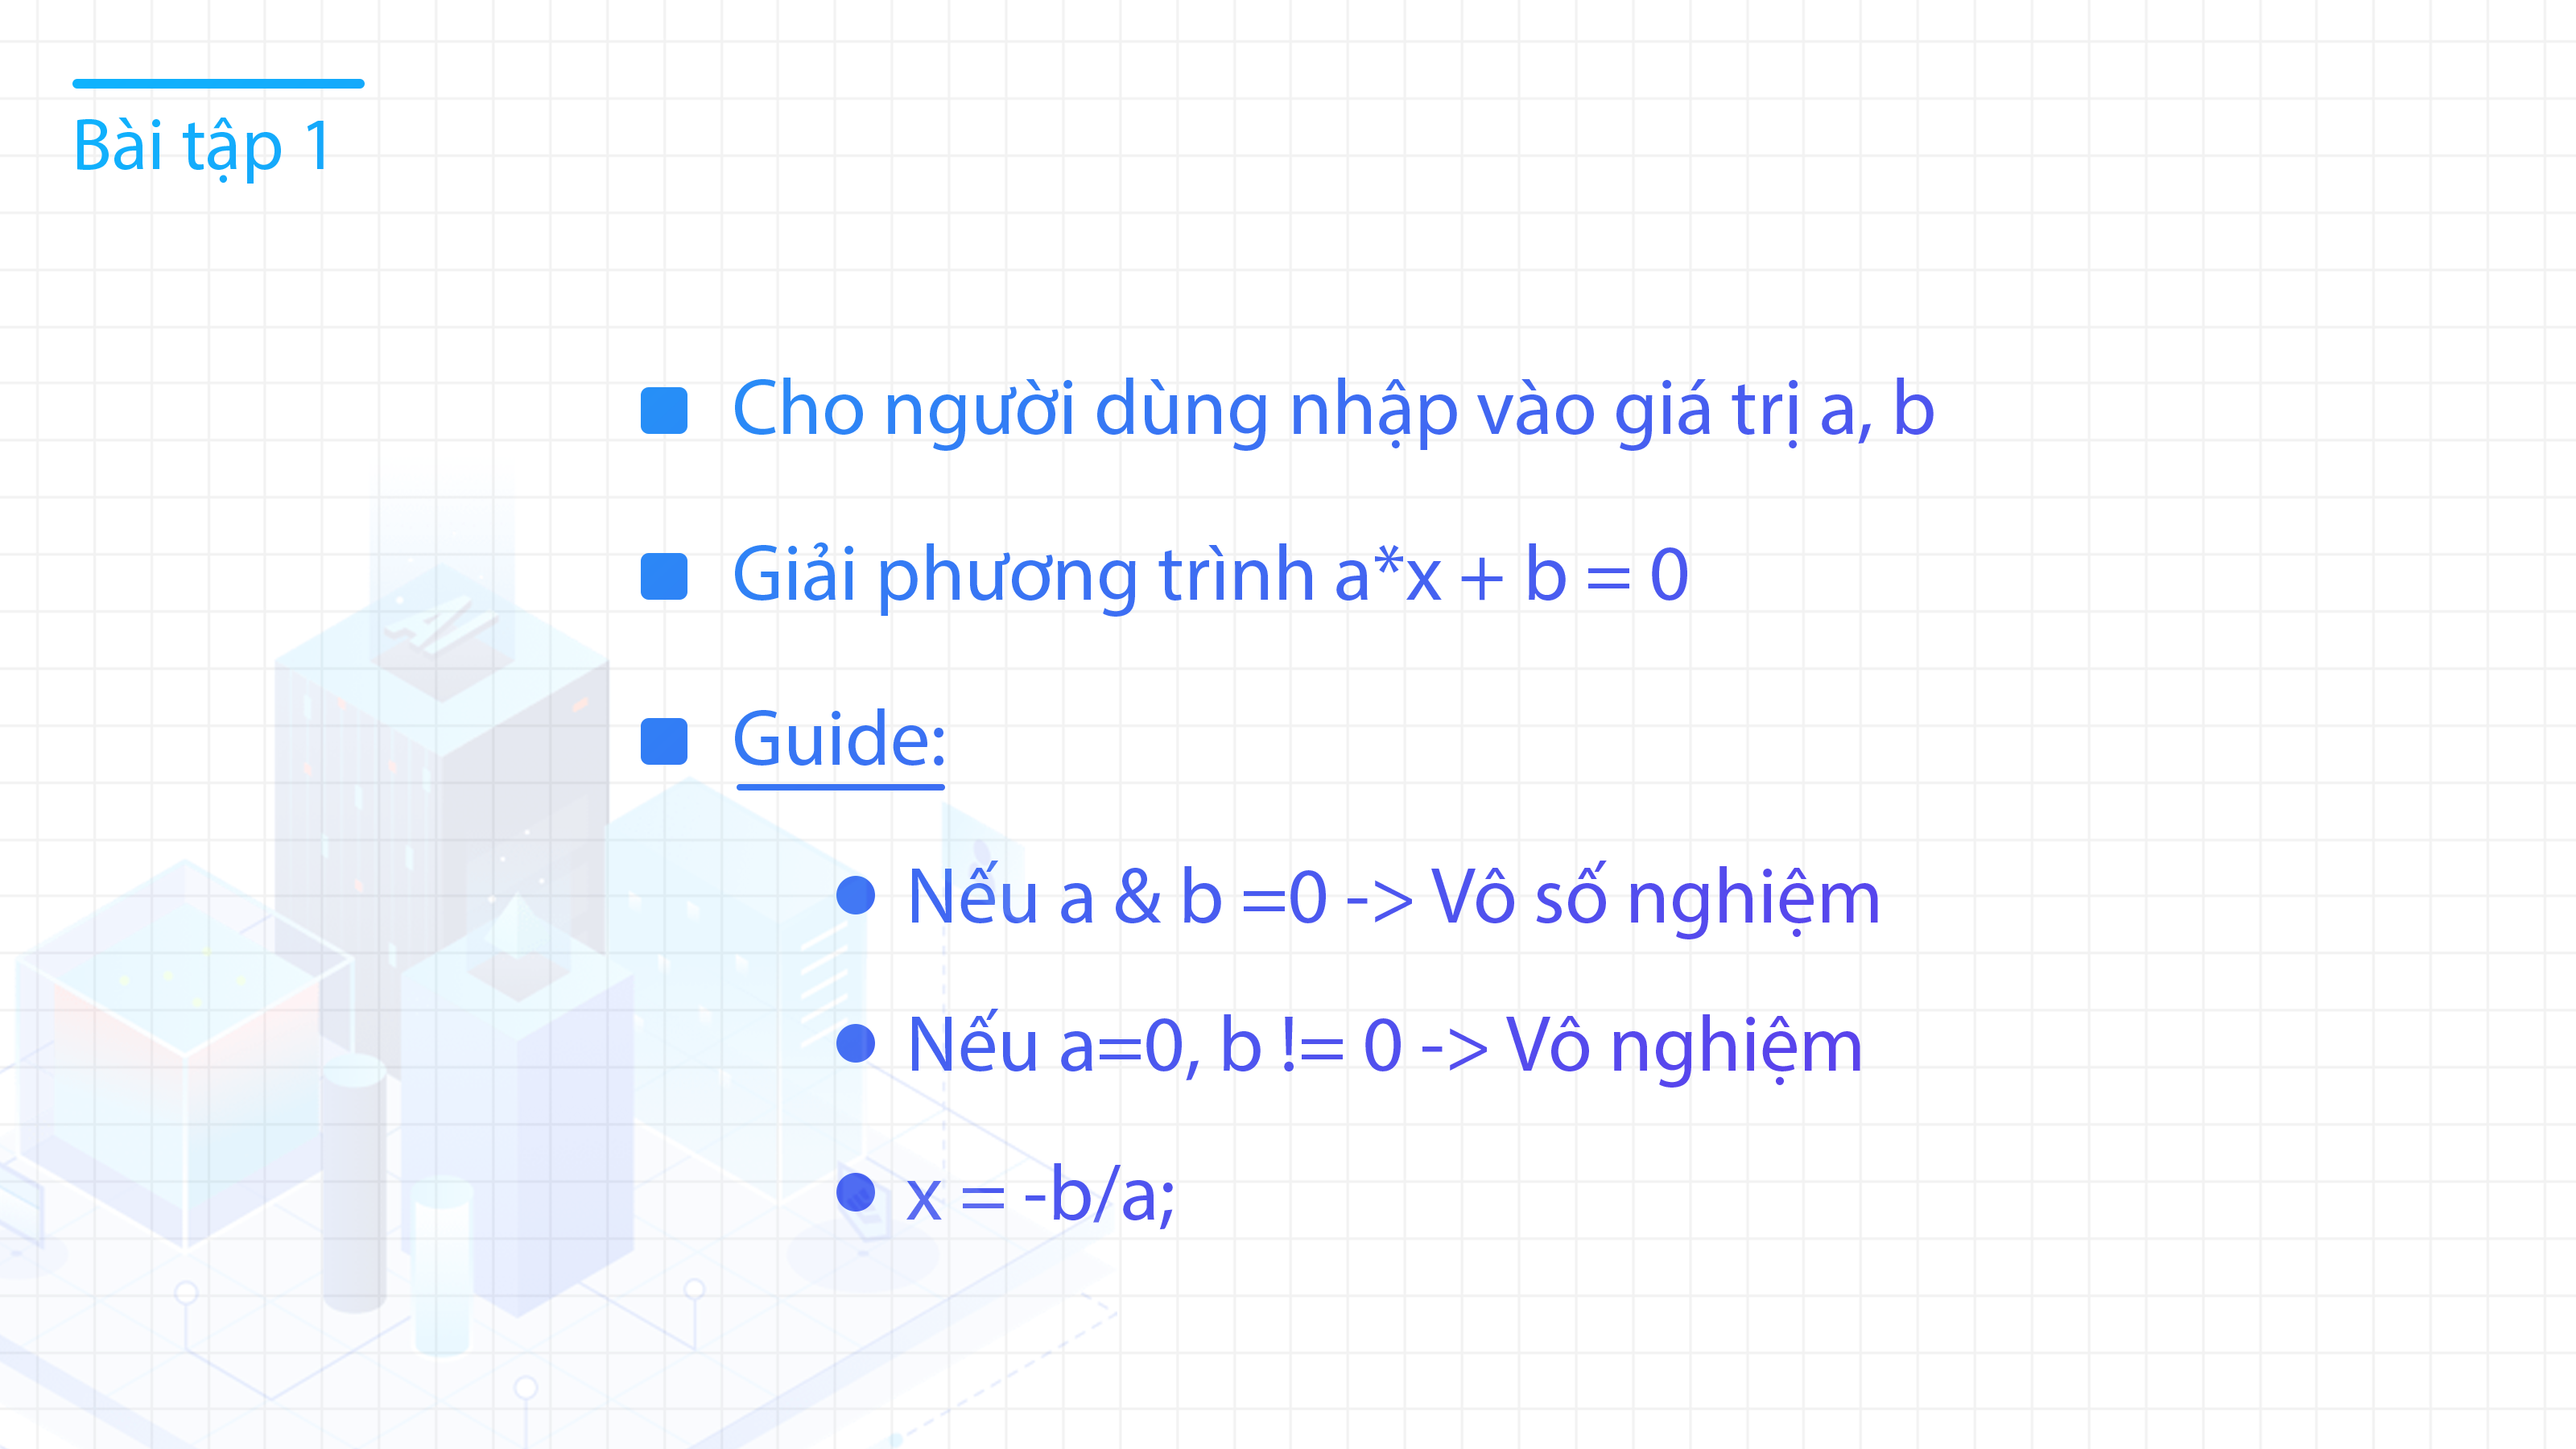 Bài tập 1
Cho người dùng nhập vào giá trị a, b
Giải phương trình a*x + b = 0
Guide:
Nếu a & b =0 -> Vô số nghiệm
Nếu a=0, b != 0 -> Vô nghiệm
x = -b/a;